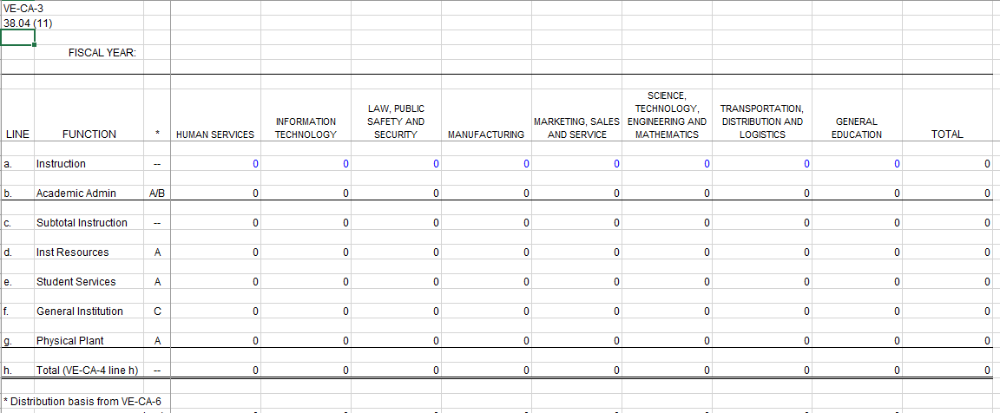 VE-CA-3
38.04 (11)
FISCAL YEAR:
LINE FUNCTION * HUMAN SERVICES INFORMATION TECHNOLOGY LAW, PUBLIC SAFETY AND SECURITY MANUFACTURING MARKETING, SALES AND SERVICE SCIENCE, TECHNOLOGY, ENGINEERING AND MATHEMATICS TRANSPORTATION, DISTRIBUTION AND LOGISTICS GENERAL EDUCATION TOTAL
a. Instruction -- 0 0 0 0 0 0 0 0 0
b. Academic Admin A/B 0 0 0 0 0 0 0 0 0
c. Subtotal Instruction -- 0 0 0 0 0 0 0 0 0
d. Inst Resources A 0 0 0 0 0 0 0 0 0
e. Student Services A 0 0 0 0 0 0 0 0 0
f. General Institution C 0 0 0 0 0 0 0 0 0
g. Physical Plant A 0 0 0 0 0 0 0 0 0
h. Total (VE-CA-4 line h) -- 0 0 0 0 0 0 0 0 0
* Distribution basis from VE-CA-6